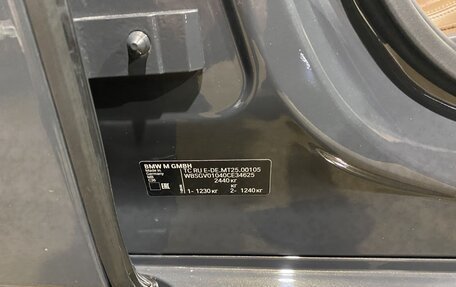 BMW M GMBH
Made in
Germany
TC RU E-DE.MT25.00105
WBSGV01040CE34625
2440 кг
кг
1- 1230 кг 2- 1240 кг
EAC